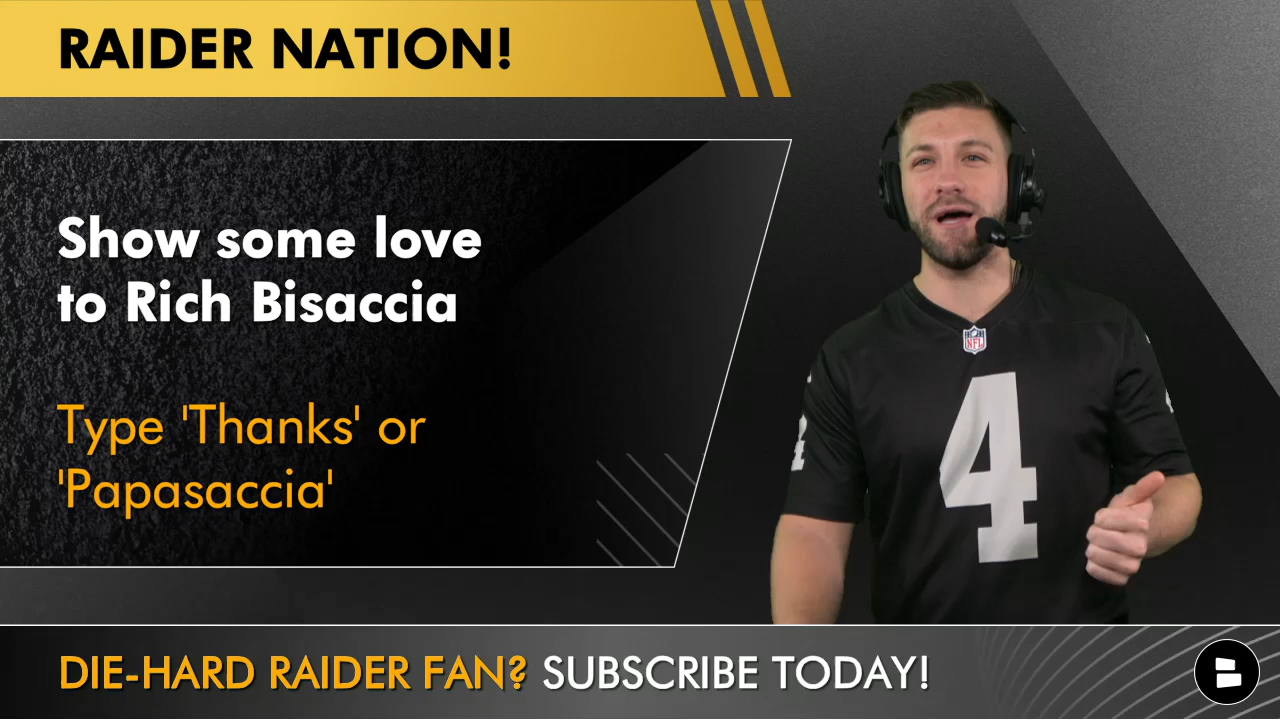 RAIDER NATION!
Show some love
to Rich Bisaccia
Type 'Thanks' or
'Papasaccia'
NFL
4
4
DIE-HARD RAIDER FAN? SUBSCRIBE TODAY!